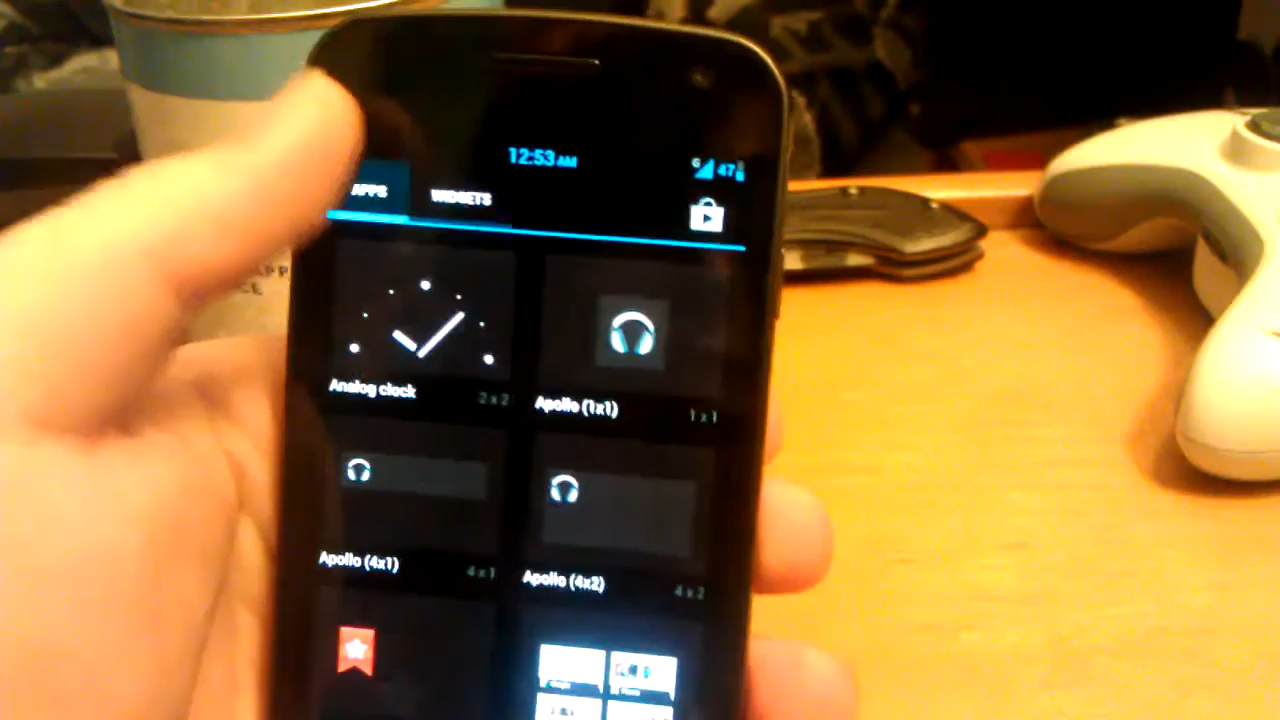 12:53 AM
G 47
APPS WIDGETS
Analog clock 2 x 2
Apollo (1x1) 1 x 1
Apollo (4x1) 4 x 1
Apollo (4x2) 4 x 2